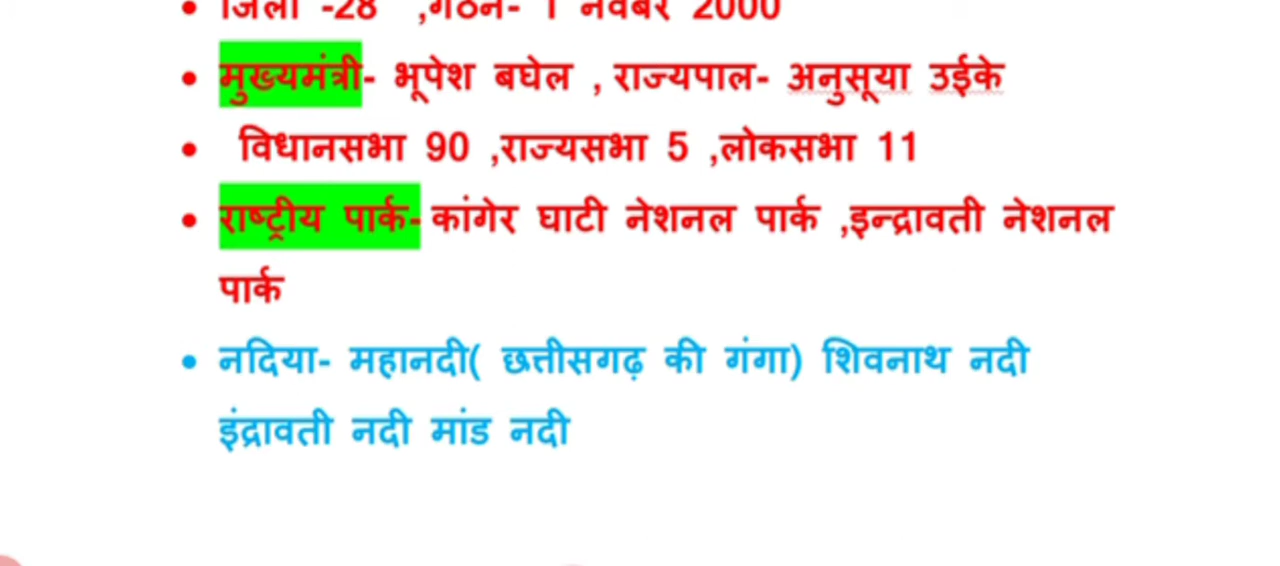 जिला -28 ,गठन- 1 नवंबर 2000
मुख्यमंत्री- भूपेश बघेल , राज्यपाल- अनुसूया उईके
विधानसभा 90 ,राज्यसभा 5 ,लोकसभा 11
राष्ट्रीय पार्क- कांगेर घाटी नेशनल पार्क ,इन्द्रावती नेशनल
पार्क
नदिया- महानदी( छत्तीसगढ़ की गंगा) शिवनाथ नदी
इंद्रावती नदी मांड नदी